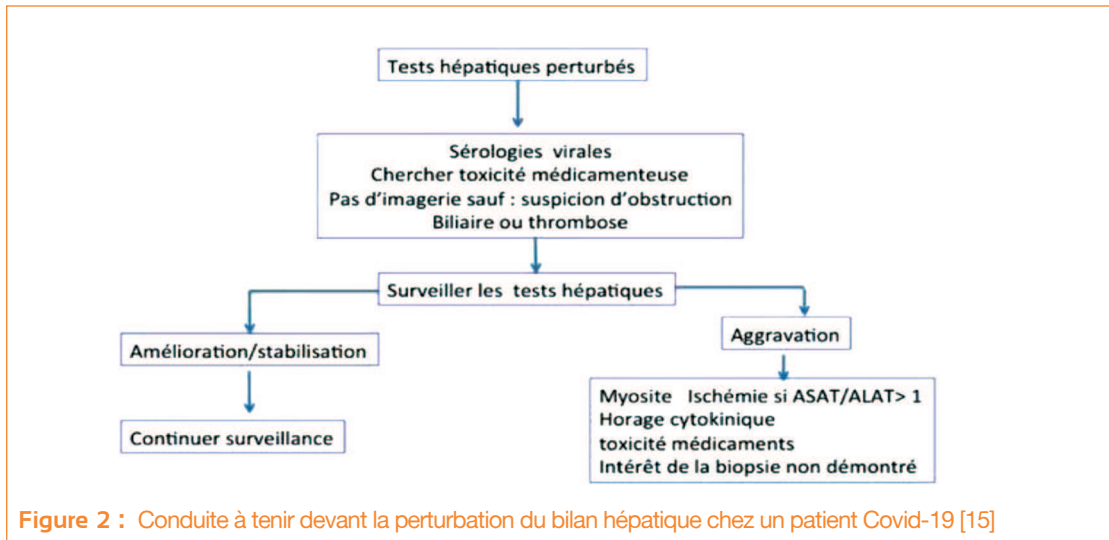 Tests hépatiques perturbés
Sérologies virales
Chercher toxicité médicamenteuse
Pas d'imagerie sauf : suspicion d'obstruction
Biliaire ou thrombose
Surveiller les tests hépatiques
Amélioration/stabilisation
Continuer surveillance
Aggravation
Myosite Ischémie si ASAT/ALAT> 1
Horage cytokinique
toxicité médicaments
Intérêt de la biopsie non démontré
Figure 2 : Conduite à tenir devant la perturbation du bilan hépatique chez un patient Covid-19 [15]